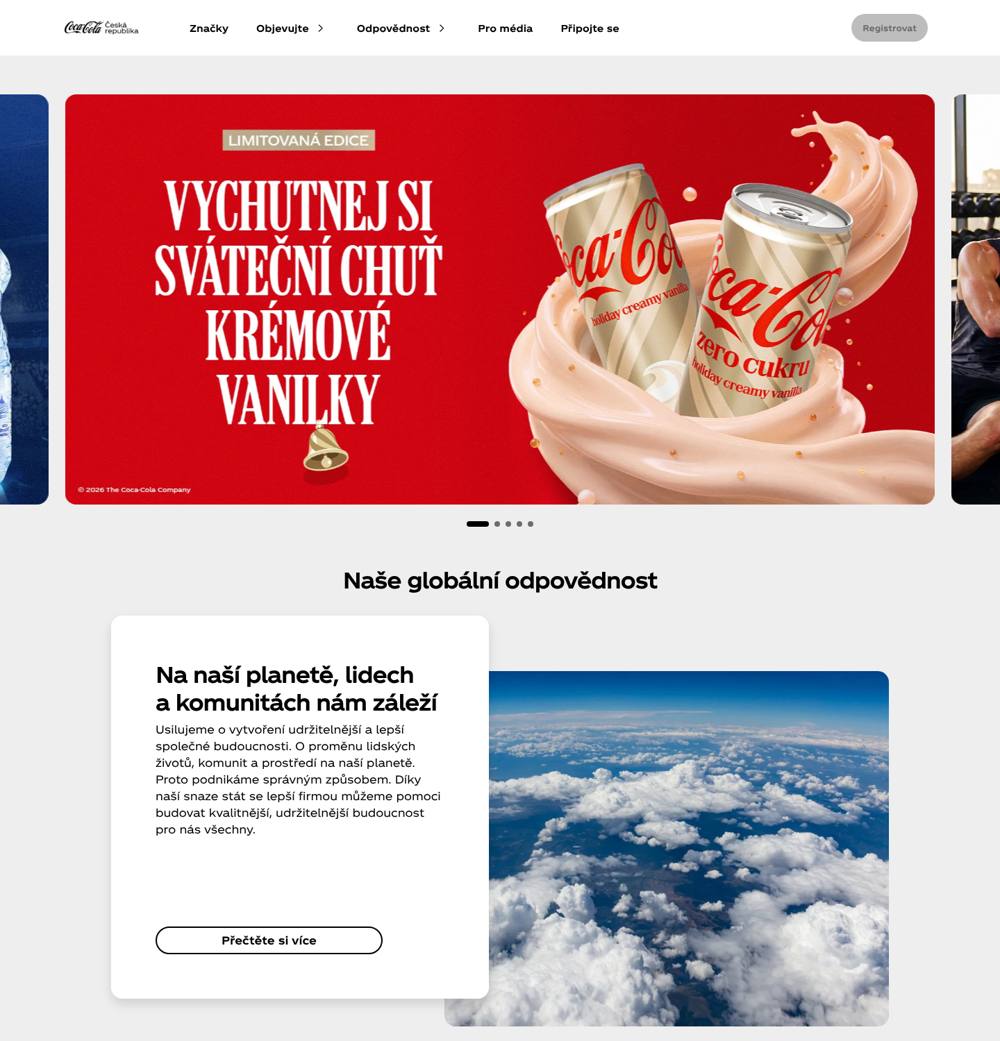 Coca-Cola Česká
republika
Značky
Objevujte
Odpovědnost
Pro média
Připojte se
Registrovat
LIMITOVANÁ EDICE
VYCHUTNEJ SI
SVÁTEČNÍ CHUŤ
KRÉMOVÉ
VANILKY
oca-Col
holiday creamy vanilla
oca-Col
zero cukru
holiday creamy vanilla
© 2026 The Coca-Cola Company
Naše globální odpovědnost
Na naší planetě, lidech
a komunitách nám záleží
Usilujeme o vytvoření udržitelnější a lepší
společné budoucnosti. O proměnu lidských
životů, komunit a prostředí na naší planetě.
Proto podnikáme správným způsobem. Díky
naší snaze stát se lepší firmou můžeme pomoci
budovat kvalitnější, udržitelnější budoucnost
pro nás všechny.
Přečtěte si více